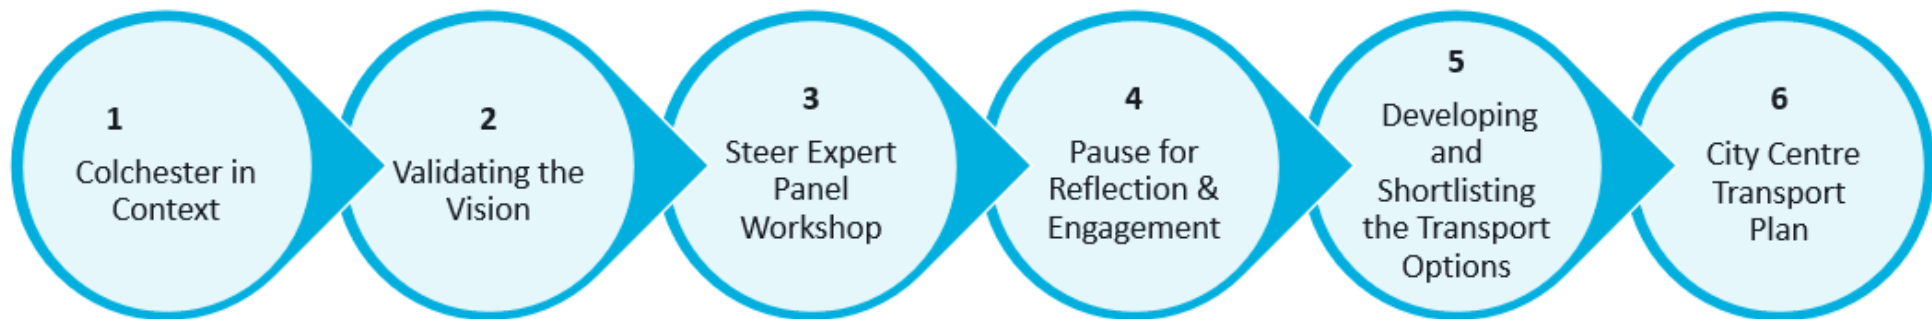 1
Colchester in
Context
2
Validating the
Vision
3
Steer Expert
Panel
Workshop
4
Pause for
Reflection &
Engagement
5
Developing
and
Shortlisting
the Transport
Options
6
City Centre
Transport
Plan